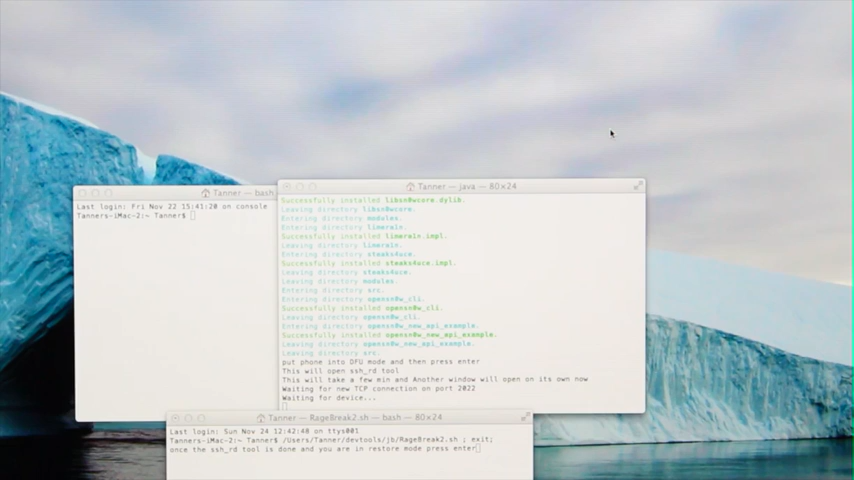 Tanner — bash
Last login: Fri Nov 22 15:41:20 on console
Tanners-iMac-2:~ Tanner$
Tanner — java — 80×24
Successfully installed libsn0wcore.dylib.
Leaving directory libsn0wcore.
Entering directory modules.
Entering directory limera1n.
Successfully installed limera1n.impl.
Leaving directory limera1n.
Entering directory steaks4uce.
Successfully installed steaks4uce.impl.
Leaving directory steaks4uce.
Leaving directory modules.
Entering directory src.
Entering directory opensn0w_cli.
Successfully installed opensn0w_cli.
Leaving directory opensn0w_cli.
Entering directory opensn0w_new_api_example.
Successfully installed opensn0w_new_api_example.
Leaving directory opensn0w_new_api_example.
Leaving directory src.
put phone into DFU mode and then press enter
This will open ssh_rd tool
This will take a few min and Another window will open on its own now
Waiting for new TCP connection on port 2022
Waiting for device...
Tanner — RageBreak2.sh — bash — 80×24
Last login: Sun Nov 24 12:42:48 on ttys001
Tanners-iMac-2:~ Tanner$ /Users/Tanner/devtools/jb/RageBreak2.sh ; exit;
once the ssh_rd tool is done and you are in restore mode press enter